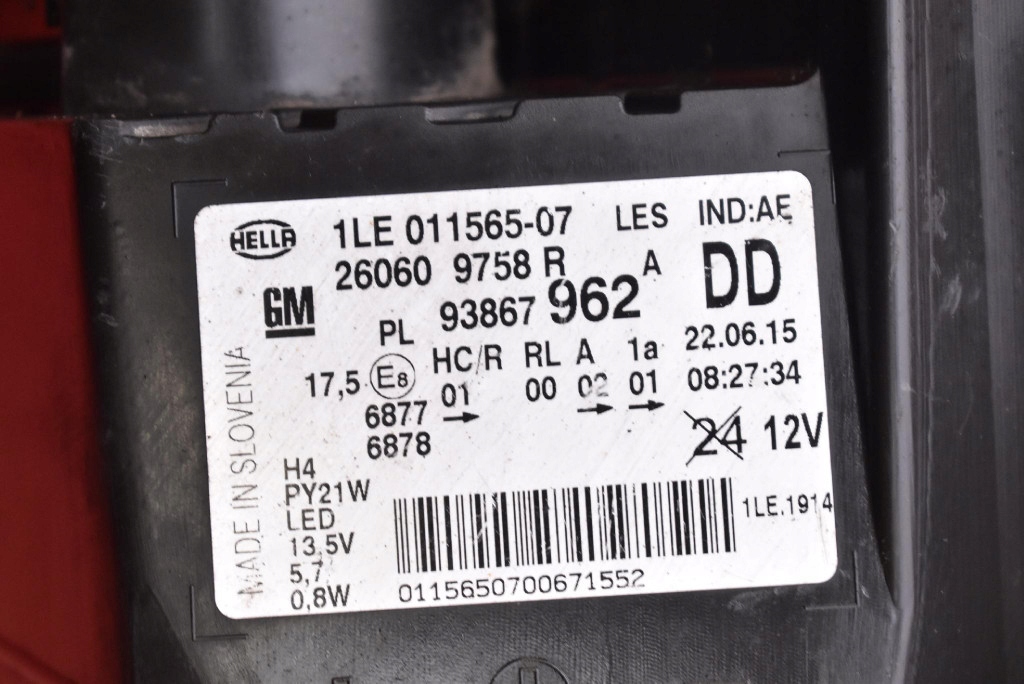 HELLA 1LE 011565-07 LES IND:AE
26060 9758 R A DD
GM 93867 962
PL HC/R RL A 1a 22.06.15
17,5 E8 01 00 02 01 08:27:34
6877 → → →
6878 24 12V
MADE IN SLOVENIA
H4
PY21W
LED 1LE.1914
13,5V
5,7
0,8W 0115650700671552